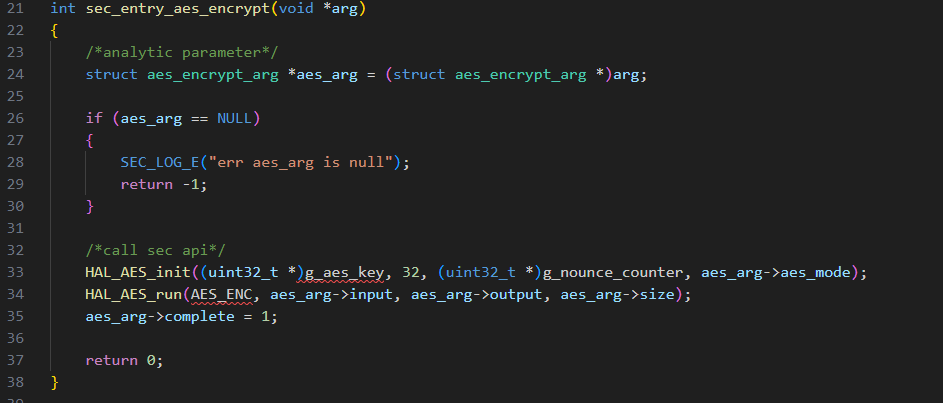 21 int sec_entry_aes_encrypt(void *arg)
22 {
23 /*analytic parameter*/
24 struct aes_encrypt_arg *aes_arg = (struct aes_encrypt_arg *)arg;
25
26 if (aes_arg == NULL)
27 {
28 SEC_LOG_E("err aes_arg is null");
29 return -1;
30 }
31
32 /*call sec api*/
33 HAL_AES_init((uint32_t *)g_aes_key, 32, (uint32_t *)g_nounce_counter, aes_arg->aes_mode);
34 HAL_AES_run(AES_ENC, aes_arg->input, aes_arg->output, aes_arg->size);
35 aes_arg->complete = 1;
36
37 return 0;
38 }